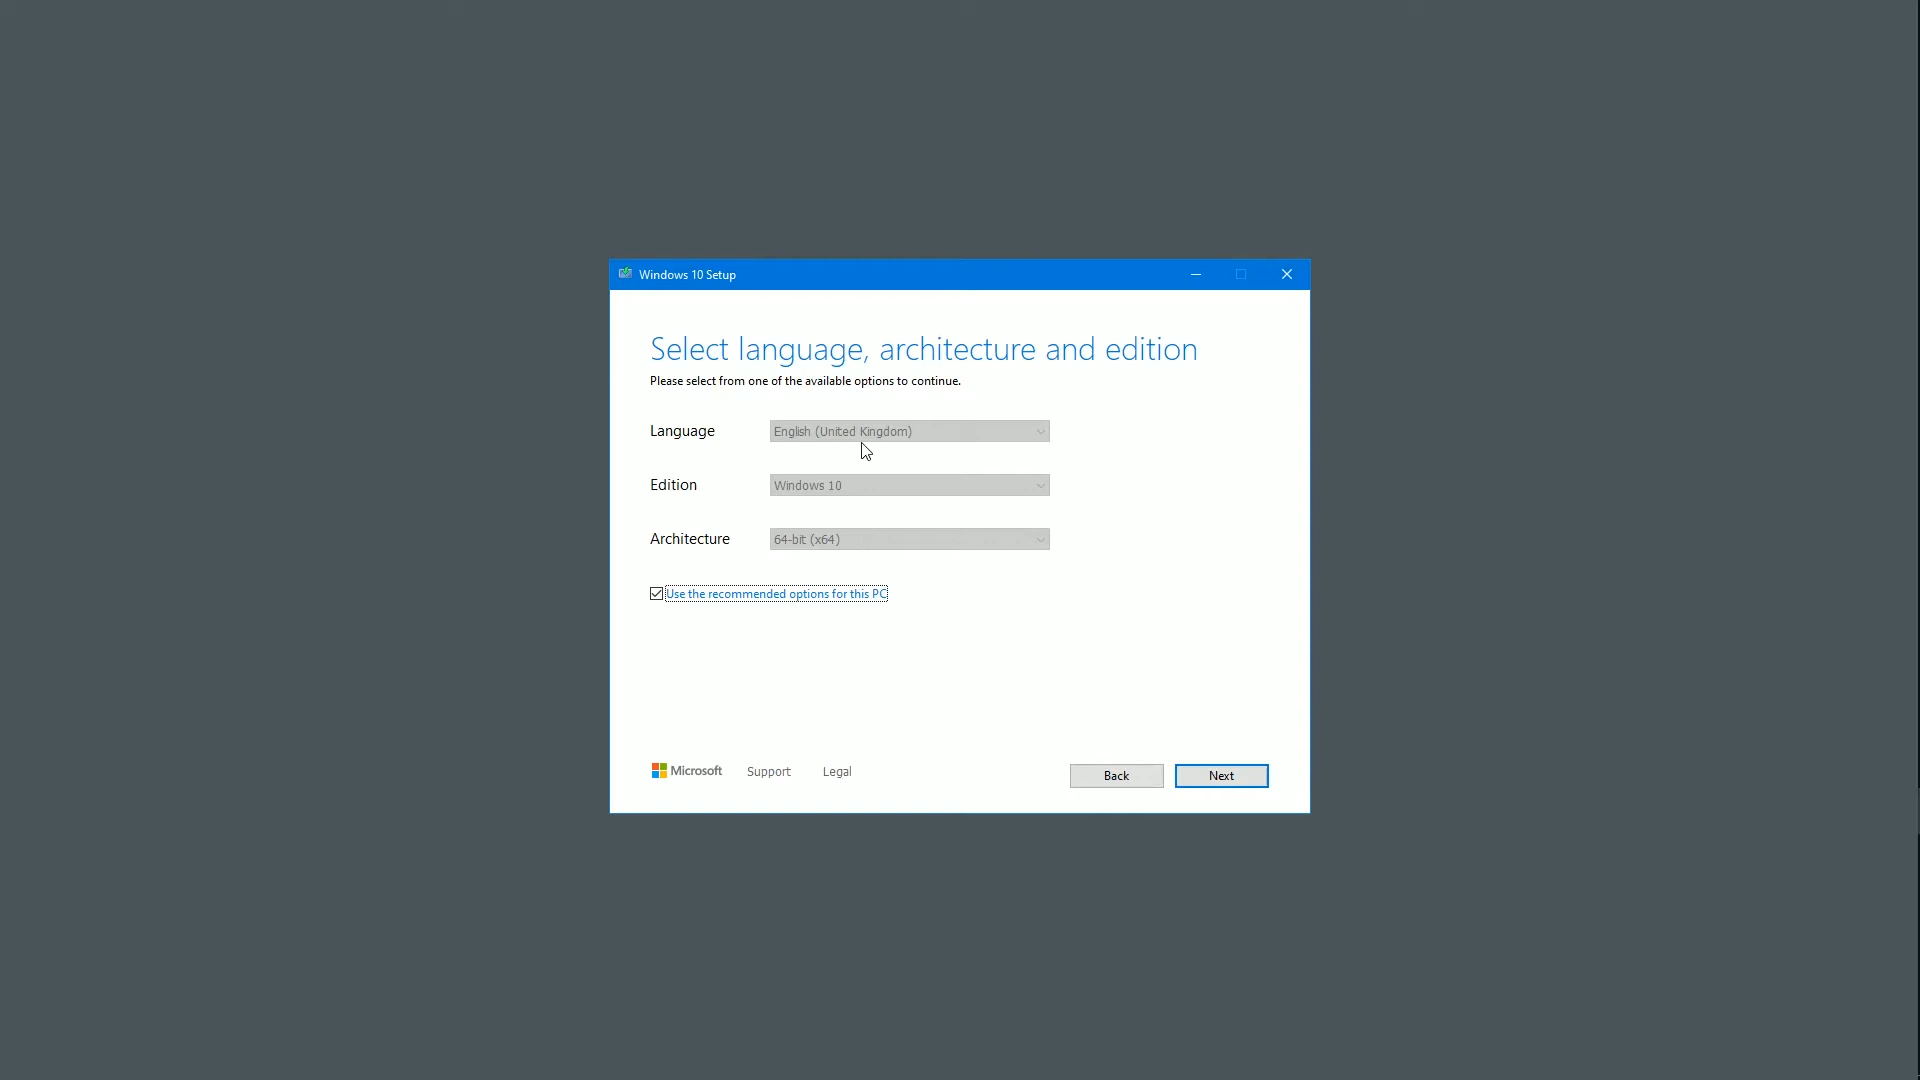 Windows 10 Setup
Select language, architecture and edition
Please select from one of the available options to continue.
Language
English (United Kingdom)
Edition
Windows 10
Architecture
64-bit (x64)
Use the recommended options for this PC
Microsoft
Support
Legal
Back
Next